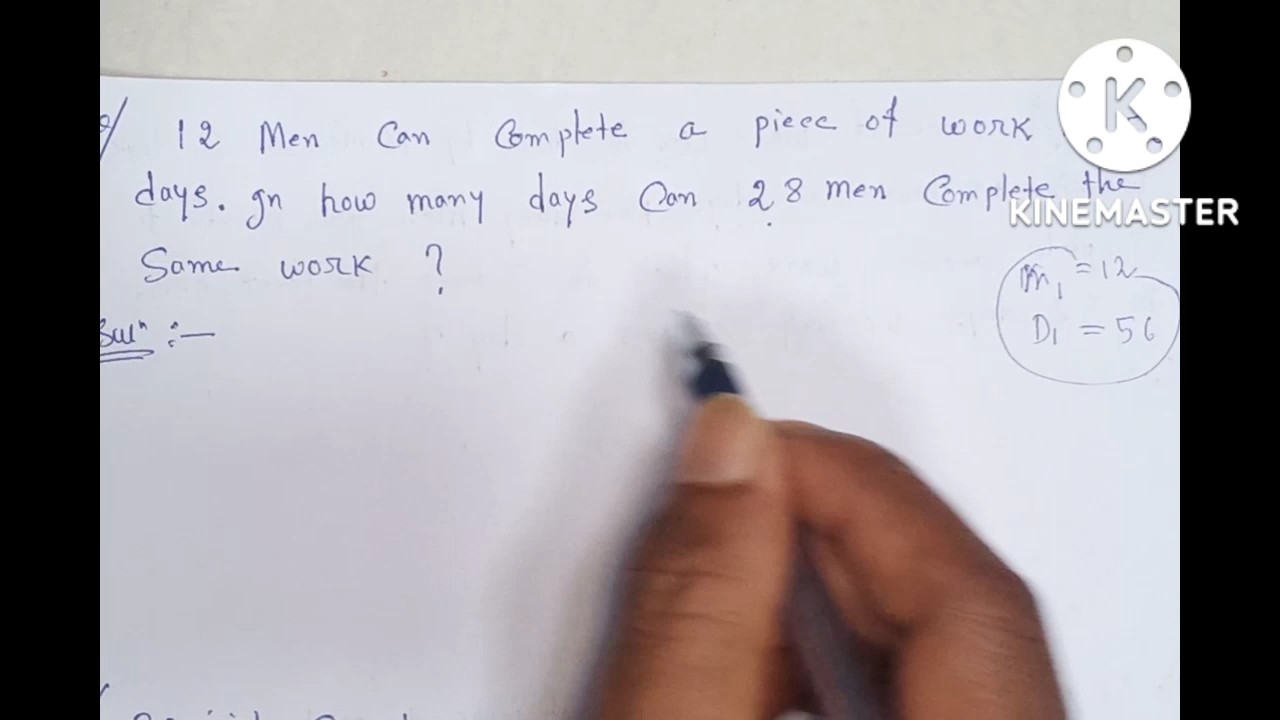 Q/ 12 Men Can Complete a piece of work
days. In how many days Can 28 men Complete the
Same work ?
M1 = 12
D1 = 56
Sol^n :-
KINEMASTER